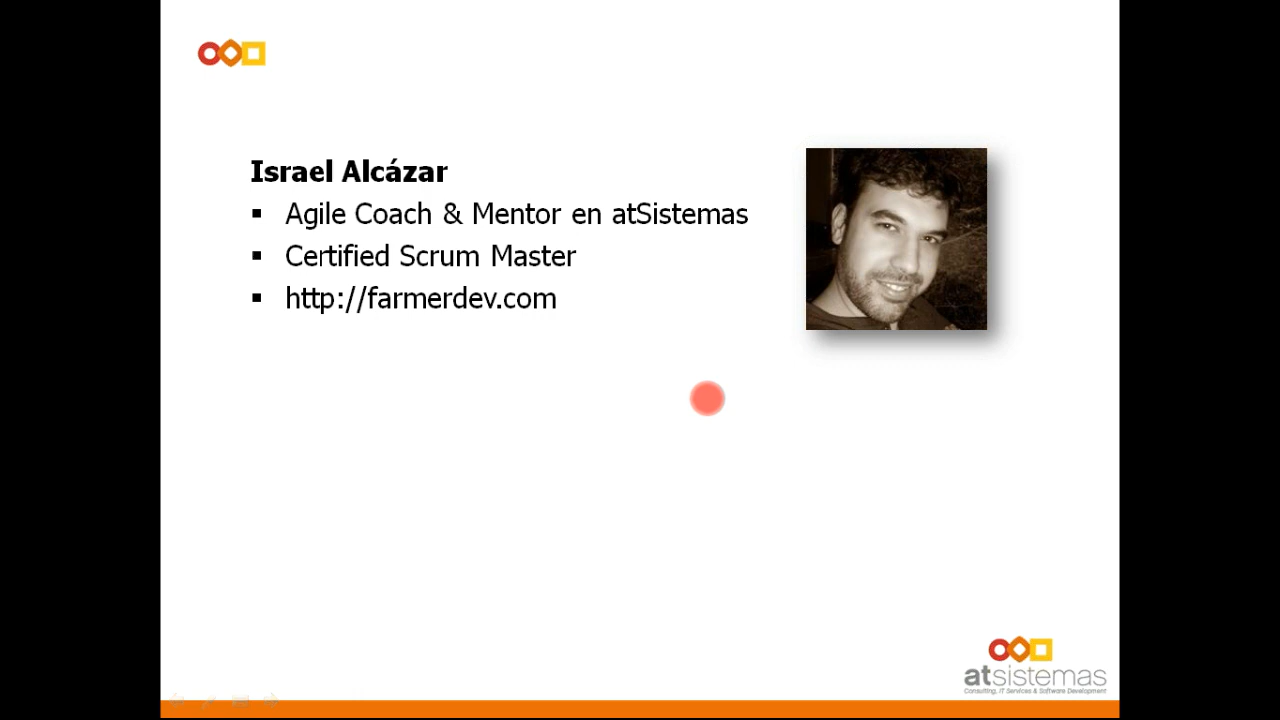 Israel Alcázar
Agile Coach & Mentor en atSistemas
Certified Scrum Master
http://farmerdev.com
atsistemas
Consulting, IT Services & Software Development